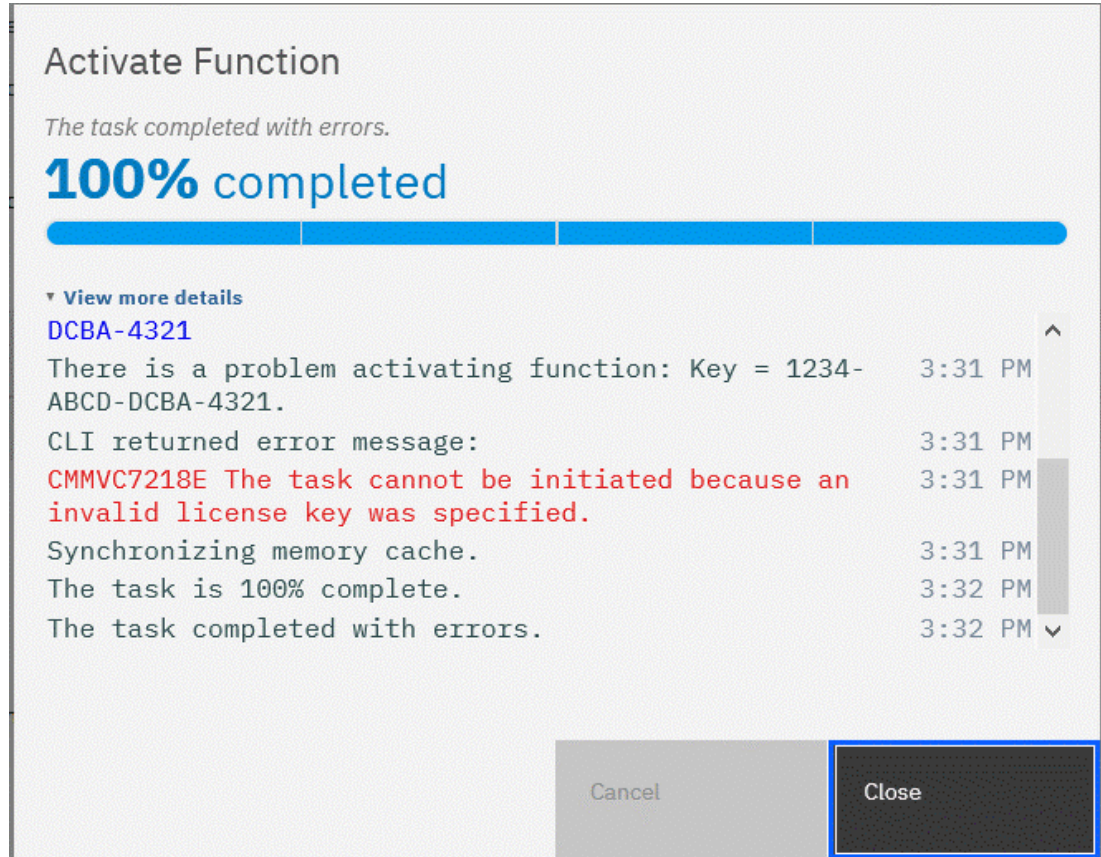 Activate Function
The task completed with errors.
100% completed
View more details
DCBA-4321
There is a problem activating function: Key = 1234- 3:31 PM
ABCD-DCBA-4321.
CLI returned error message: 3:31 PM
CMMVC7218E The task cannot be initiated because an 3:31 PM
invalid license key was specified.
Synchronizing memory cache. 3:31 PM
The task is 100% complete. 3:32 PM
The task completed with errors. 3:32 PM
Cancel Close